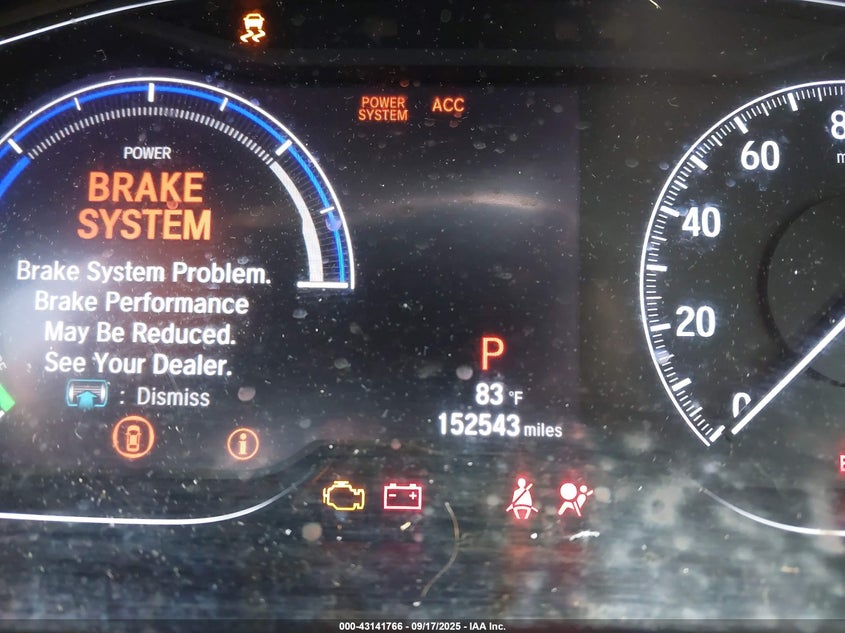 POWER
SYSTEM
ACC
POWER
BRAKE
SYSTEM
Brake System Problem.
Brake Performance
May Be Reduced.
See Your Dealer.
: Dismiss
P
83 °F
152543 miles
60
40
20
0
000-43141766 - 09/17/2025 - IAA Inc.